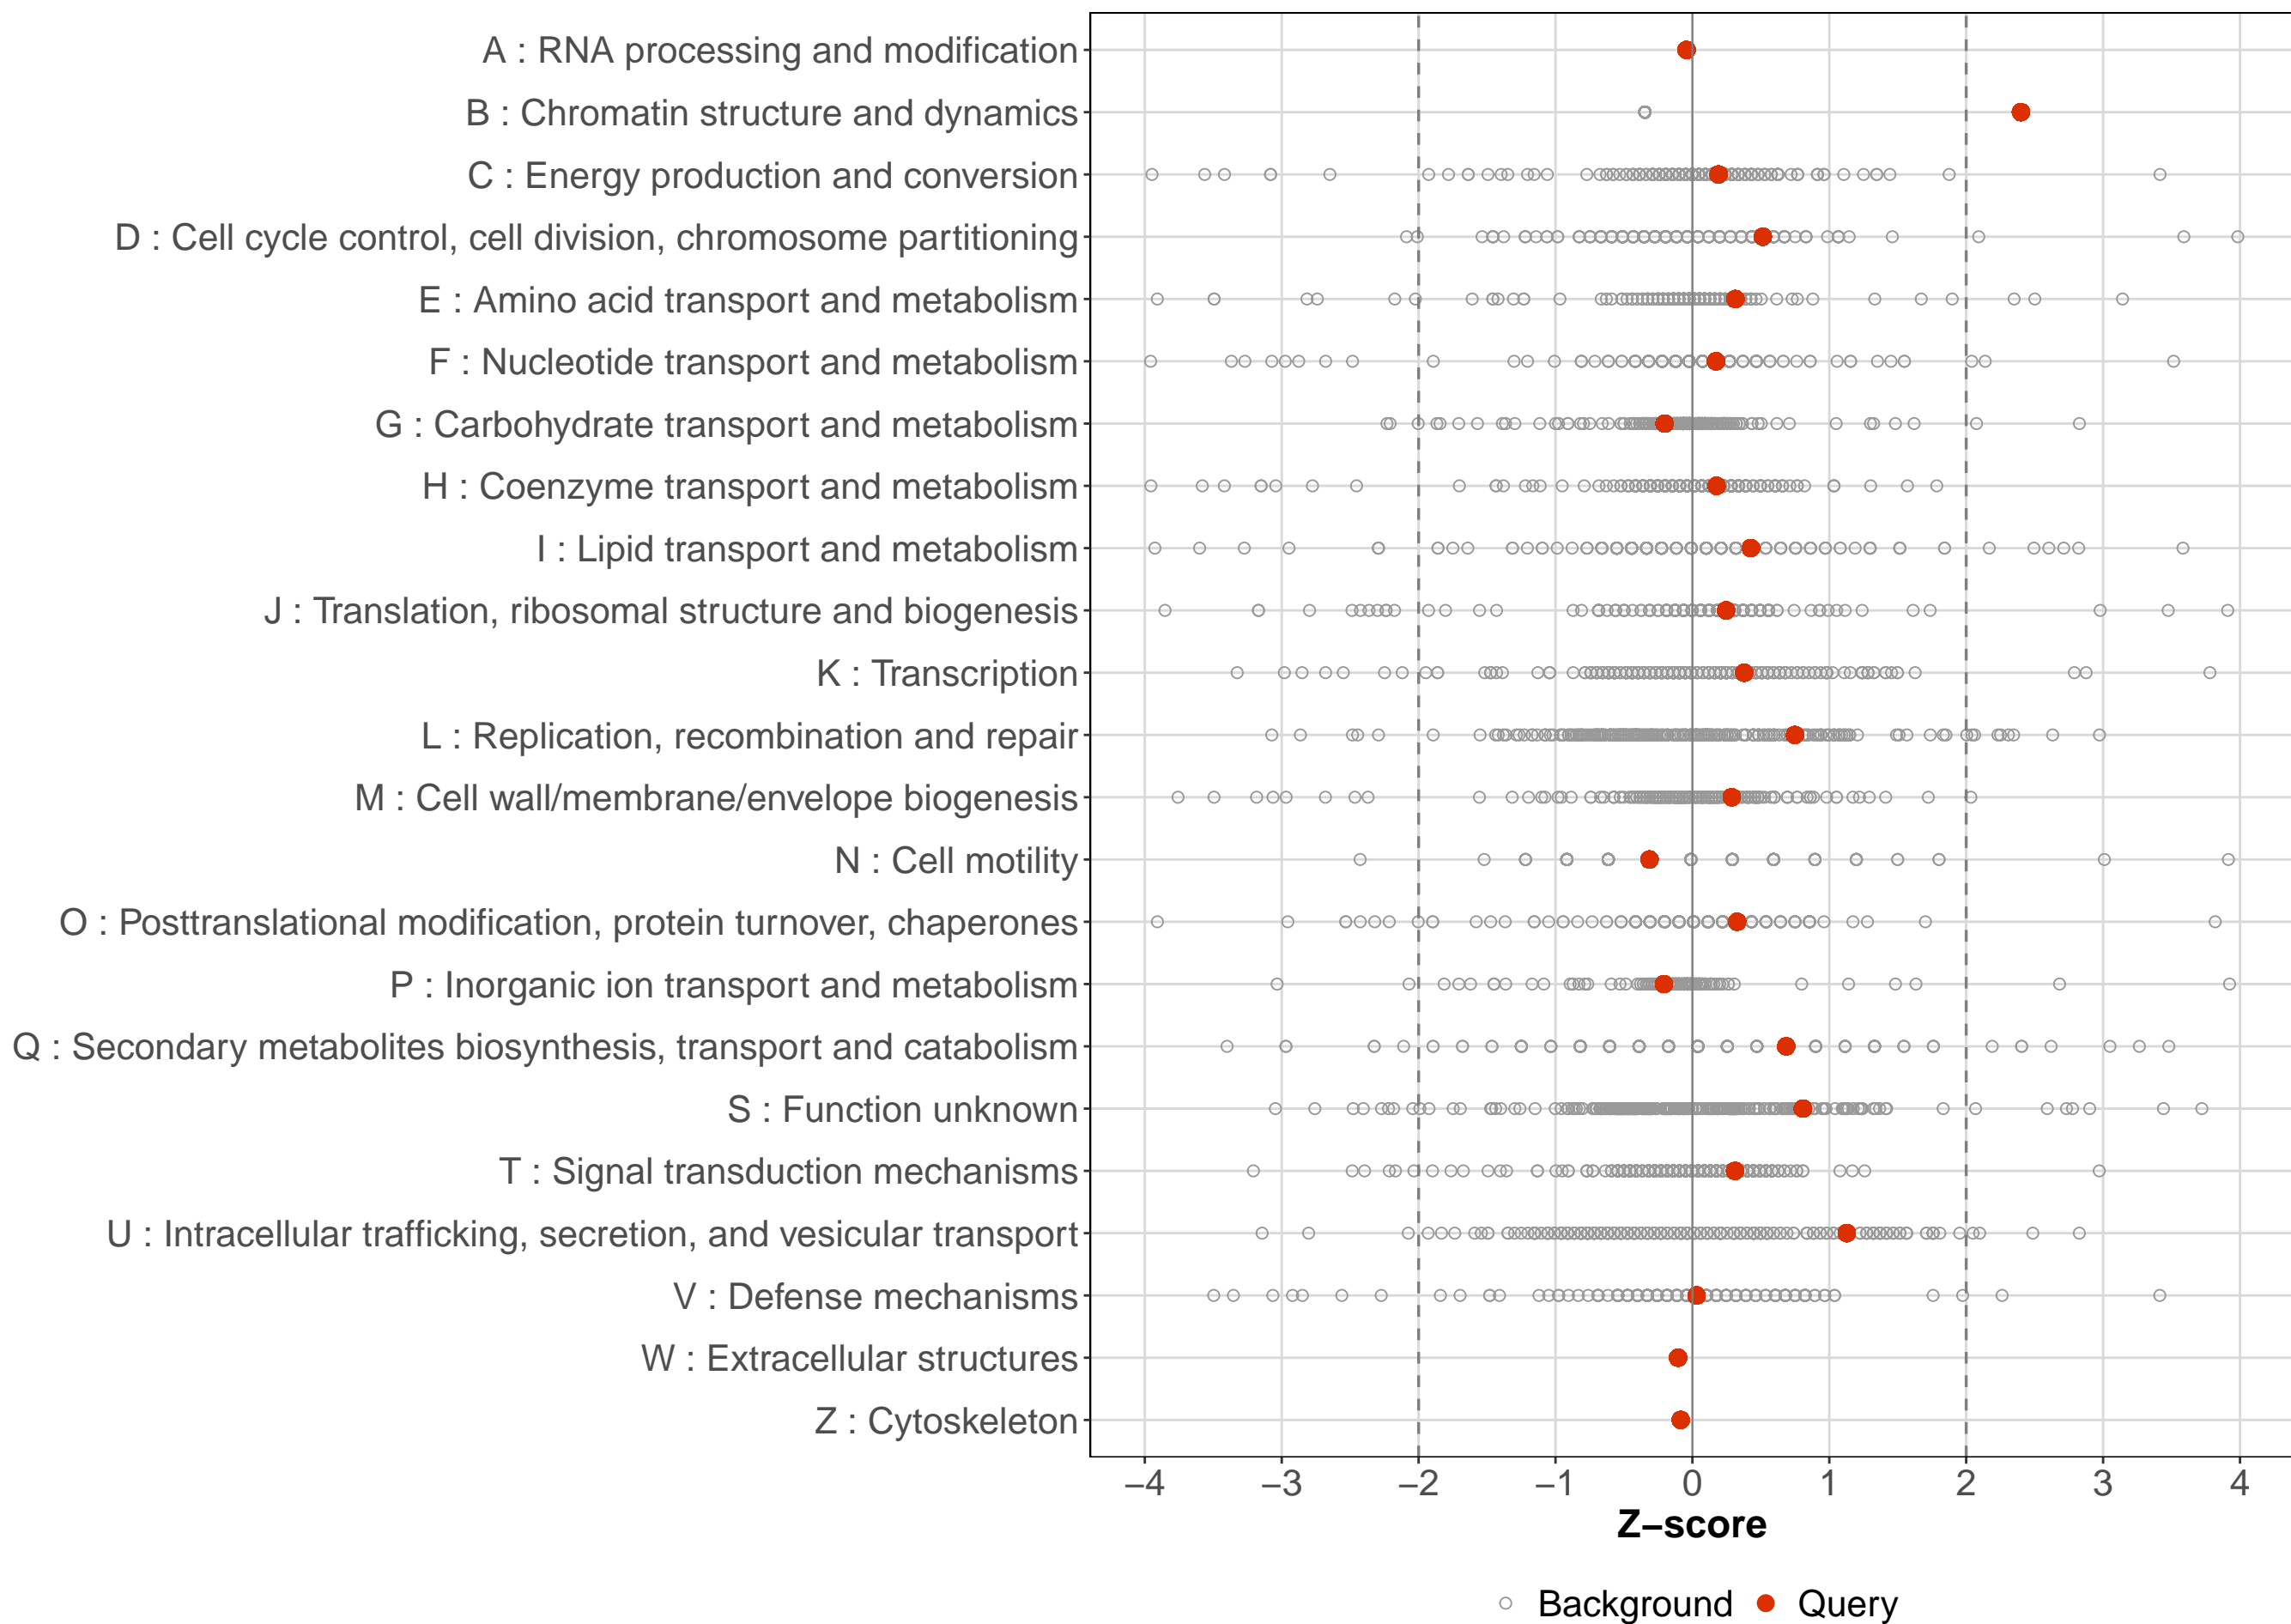 A : RNA processing and modification
B : Chromatin structure and dynamics
C : Energy production and conversion
D : Cell cycle control, cell division, chromosome partitioning
E : Amino acid transport and metabolism
F : Nucleotide transport and metabolism
G : Carbohydrate transport and metabolism
H : Coenzyme transport and metabolism
I : Lipid transport and metabolism
J : Translation, ribosomal structure and biogenesis
K : Transcription
L : Replication, recombination and repair
M : Cell wall/membrane/envelope biogenesis
N : Cell motility
O : Posttranslational modification, protein turnover, chaperones
P : Inorganic ion transport and metabolism
Q : Secondary metabolites biosynthesis, transport and catabolism
S : Function unknown
T : Signal transduction mechanisms
U : Intracellular trafficking, secretion, and vesicular transport
V : Defense mechanisms
W : Extracellular structures
Z : Cytoskeleton
−4 −3 −2 −1 0 1 2 3 4
Z−score
Background Query